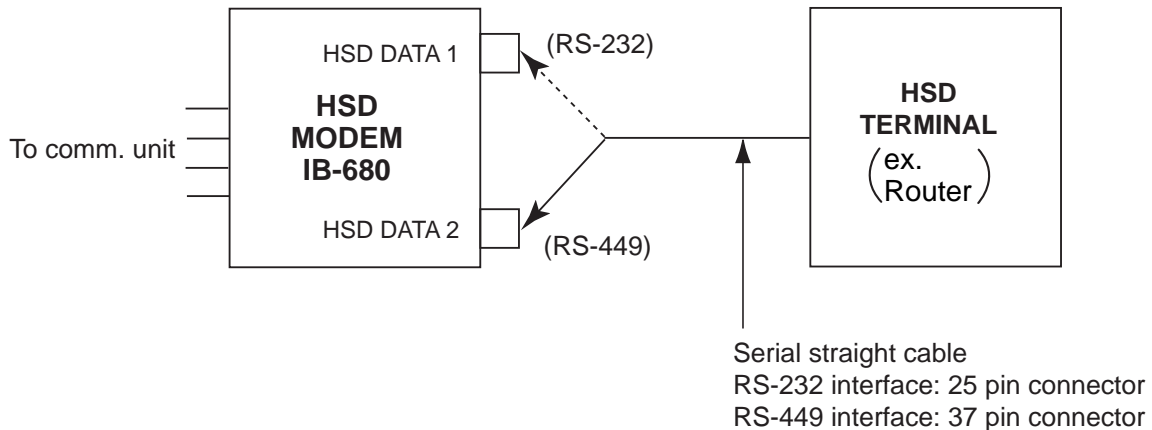 HSD DATA 1
(RS-232)
HSD
MODEM
IB-680
To comm. unit
HSD DATA 2
(RS-449)
HSD
TERMINAL
(ex.
Router)
Serial straight cable
RS-232 interface: 25 pin connector
RS-449 interface: 37 pin connector